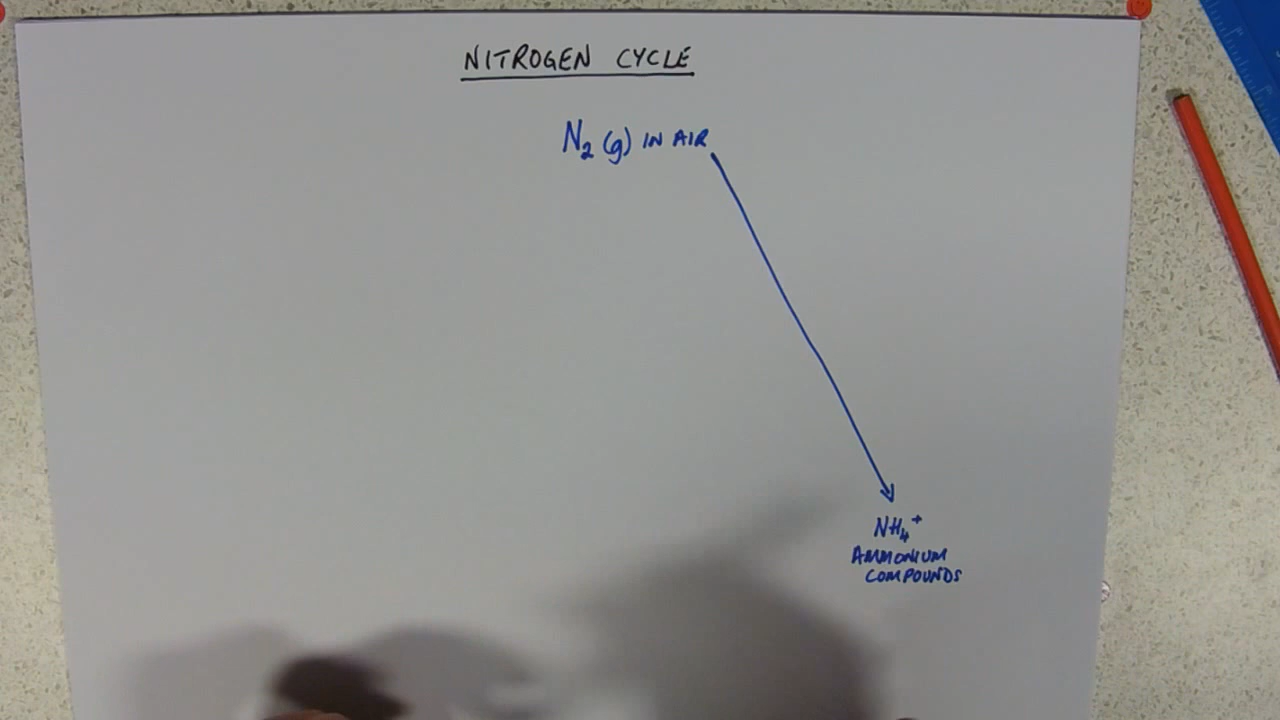 NITROGEN CYCLE
N₂ (g) IN AIR
NH₄⁺
AMMONIUM
COMPOUNDS